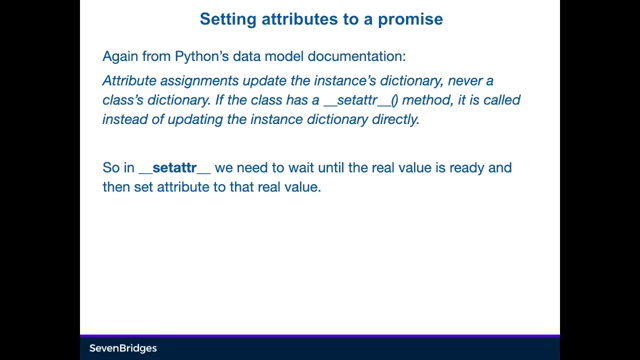 Setting attributes to a promise
Again from Python's data model documentation:
Attribute assignments update the instance's dictionary, never a
class's dictionary. If the class has a __setattr__() method, it is called
instead of updating the instance dictionary directly.
So in __setattr__ we need to wait until the real value is ready and
then set attribute to that real value.
SevenBridges